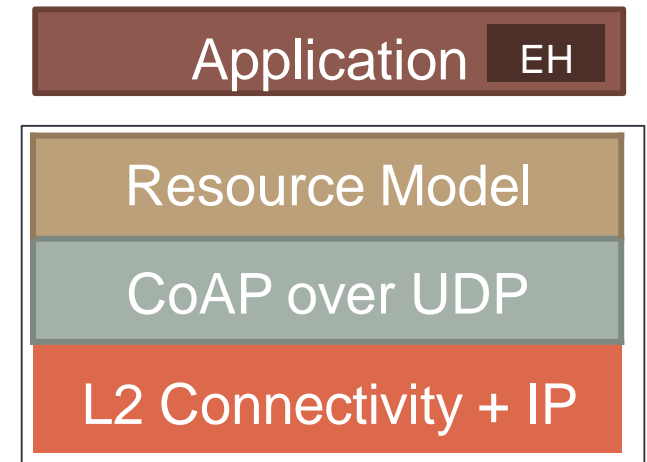 Application EH
Resource Model
CoAP over UDP
L2 Connectivity + IP